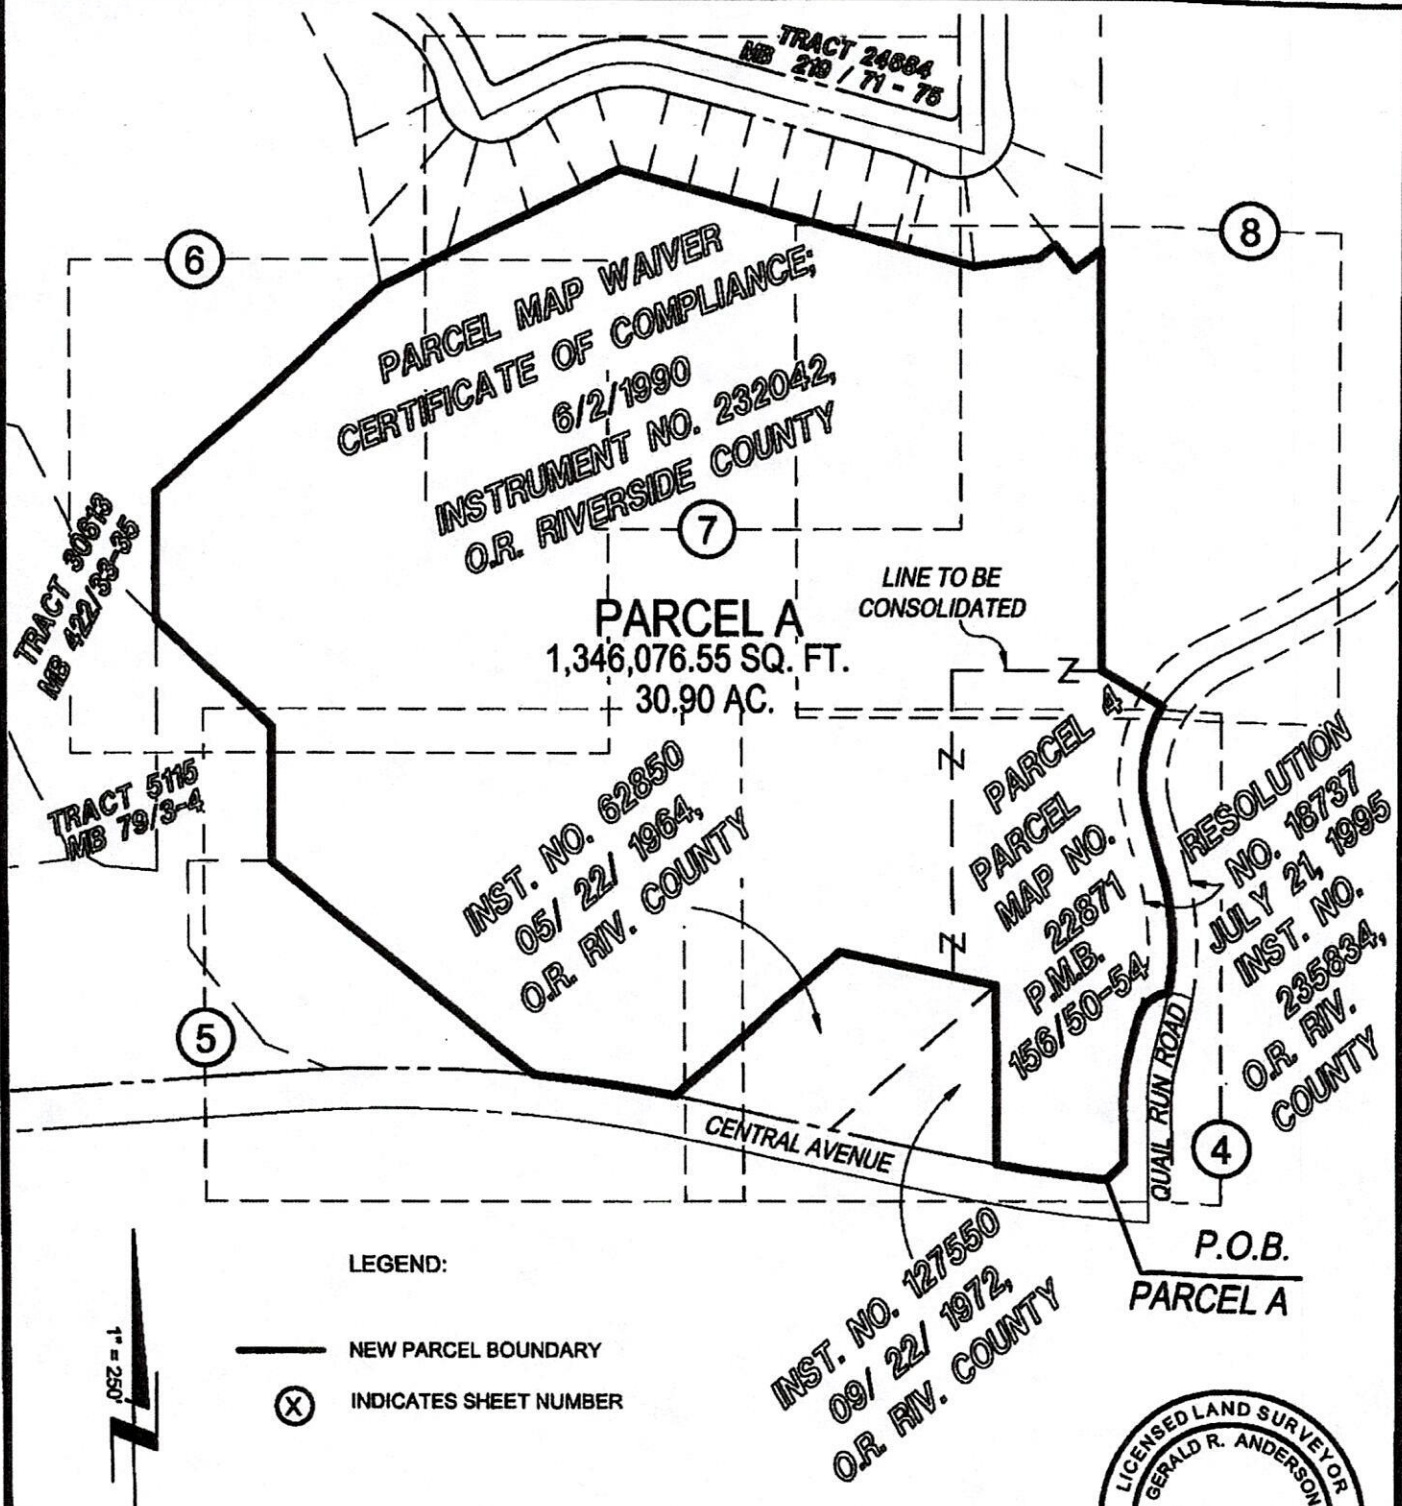 TRACT 24684
MB 219 / 71 - 75
6
8
PARCEL MAP WAIVER
CERTIFICATE OF COMPLIANCE;
6/2/1990
INSTRUMENT NO. 232042,
O.R. RIVERSIDE COUNTY
7
TRACT 30613
MB 422/33-35
LINE TO BE
CONSOLIDATED
PARCEL A
1,346,076.55 SQ. FT.
30.90 AC.
Z
Z
Z
TRACT 5115
MB 79/3-4
INST. NO. 62850
05/ 22/ 1964,
O.R. RIV. COUNTY
PARCEL 4
PARCEL
MAP NO.
22871
P.M.B.
156/50-54
RESOLUTION
NO. 18737
JULY 21, 1995
INST. NO.
235834,
O.R. RIV.
COUNTY
5
4
QUAIL RUN ROAD
CENTRAL AVENUE
INST. NO. 127550
09/ 22/ 1972,
O.R. RIV. COUNTY
P.O.B.
PARCEL A
LEGEND:
NEW PARCEL BOUNDARY
X INDICATES SHEET NUMBER
1" = 250'
LICENSED LAND SURVEYOR
GERALD R. ANDERSON